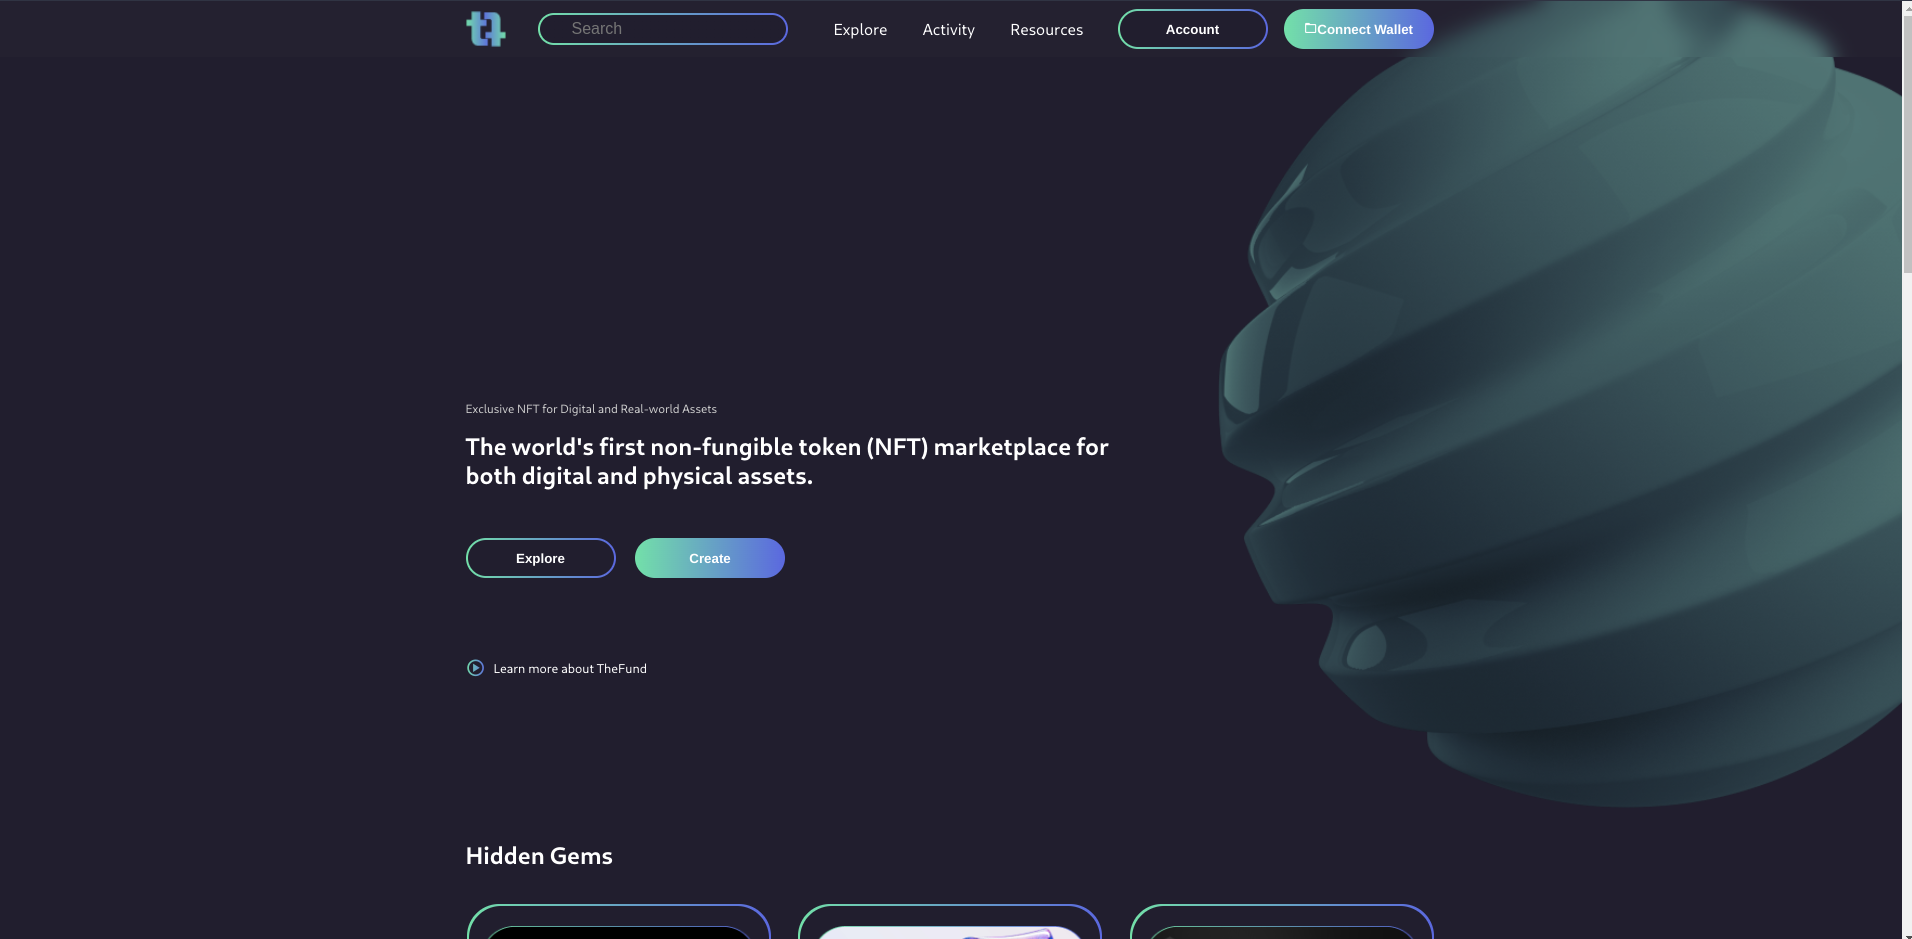 Search
Explore
Activity
Resources
Account
Connect Wallet
Exclusive NFT for Digital and Real-world Assets
The world's first non-fungible token (NFT) marketplace for
both digital and physical assets.
Explore
Create
Learn more about TheFund
Hidden Gems